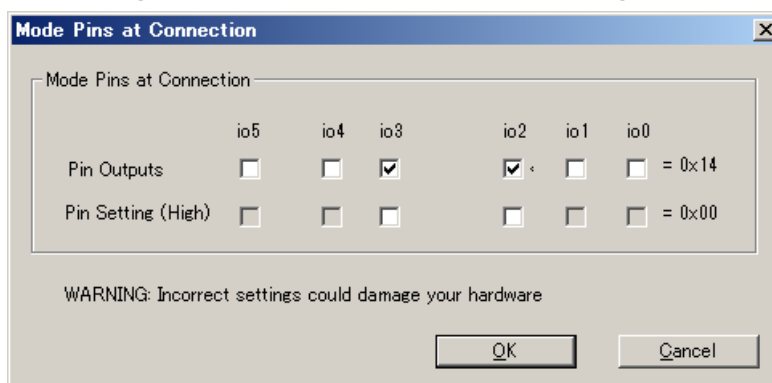 Mode Pins at Connection
Mode Pins at Connection
io5 io4 io3 io2 io1 io0
Pin Outputs = 0x14
Pin Setting (High) = 0x00
WARNING: Incorrect settings could damage your hardware
OK Cancel